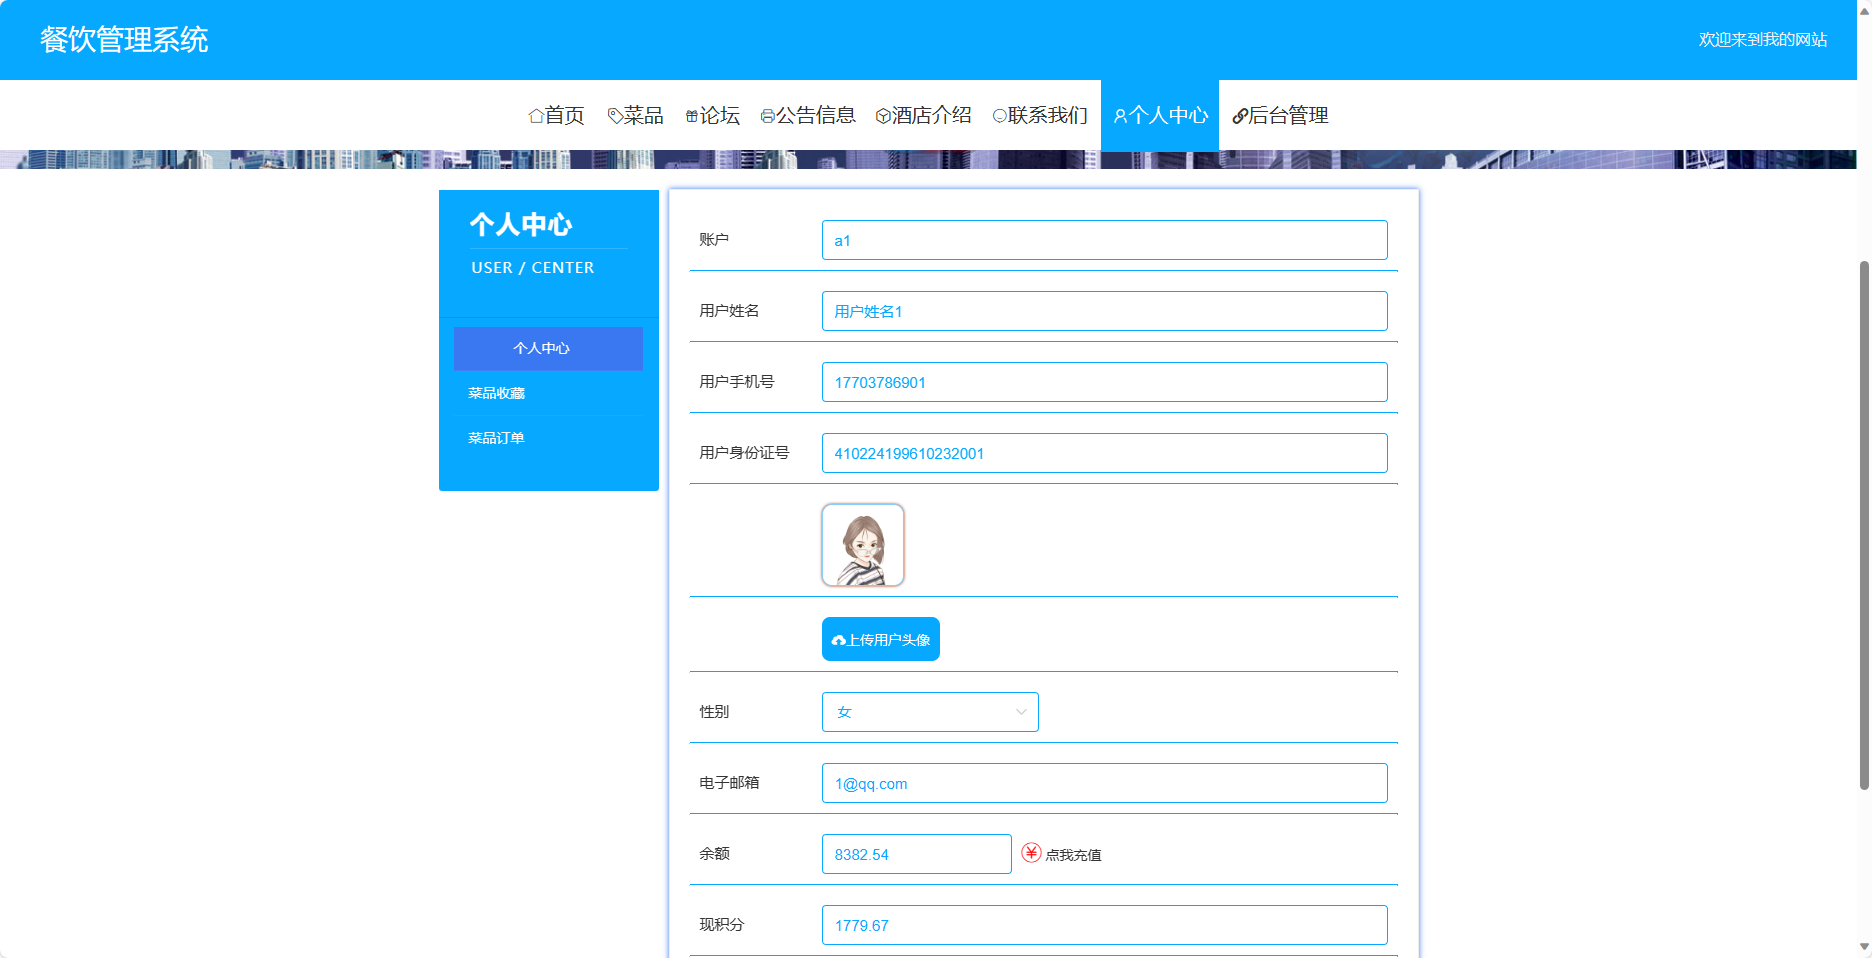 餐饮管理系统
欢迎来到我的网站
首页 菜品 论坛 公告信息 酒店介绍 联系我们 个人中心 后台管理
个人中心
USER / CENTER
个人中心
菜品收藏
菜品订单
账户 a1
用户姓名 用户姓名1
用户手机号 17703786901
用户身份证号 410224199610232001
上传用户头像
性别 女
电子邮箱 1@qq.com
余额 8382.54 ¥ 点我充值
现积分 1779.67